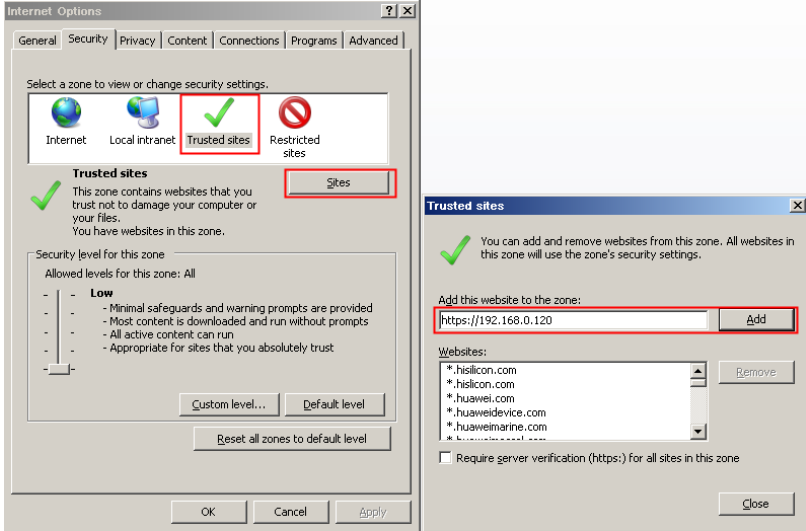 Internet Options
General Security Privacy Content Connections Programs Advanced
Select a zone to view or change security settings.
Internet Local intranet Trusted sites Restricted
sites
Trusted sites
This zone contains websites that you
trust not to damage your computer or
your files.
You have websites in this zone.
Sites
Security level for this zone
Allowed levels for this zone: All
Low
- Minimal safeguards and warning prompts are provided
- Most content is downloaded and run without prompts
- All active content can run
- Appropriate for sites that you absolutely trust
Custom level... Default level
Reset all zones to default level
OK Cancel Apply
Trusted sites
You can add and remove websites from this zone. All websites in
this zone will use the zone's security settings.
Add this website to the zone:
https://192.168.0.120 Add
Websites:
*.hisilicon.com
*.hslicon.com
*.huawei.com
*.huaweidevice.com
*.huaweimarine.com
Remove
Require server verification (https:) for all sites in this zone
Close